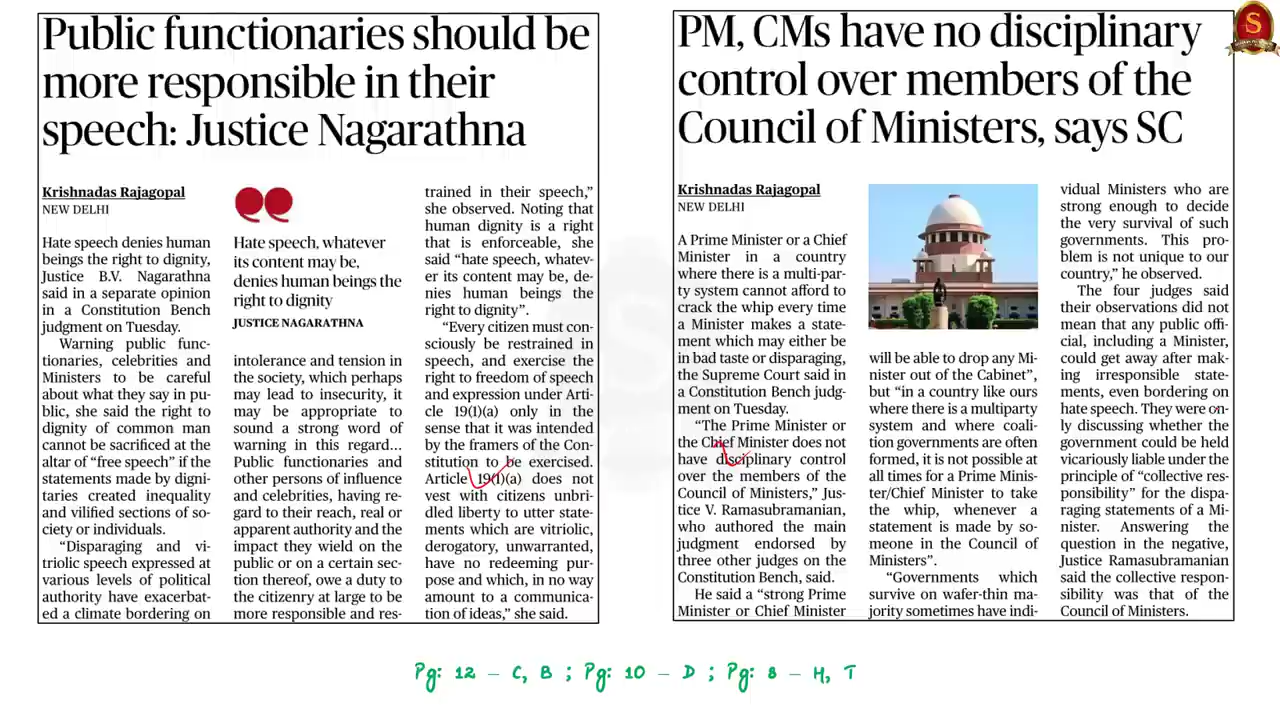 Public functionaries should be
more responsible in their
speech: Justice Nagarathna
Krishnadas Rajagopal
NEW DELHI
Hate speech denies human
beings the right to dignity,
Justice B.V. Nagarathna
said in a separate opinion
in a Constitution Bench
judgment on Tuesday.
Warning public func-
tionaries, celebrities and
Ministers to be careful
about what they say in pu-
blic, she said the right to
dignity of common man
cannot be sacrificed at the
altar of “free speech” if the
statements made by digni-
taries created inequality
and vilified sections of so-
ciety or individuals.
“Disparaging and vi-
triolic speech expressed at
various levels of political
authority have exacerbat-
ed a climate bordering on
Hate speech, whatever
its content may be,
denies human beings the
right to dignity
JUSTICE NAGARATHNA
intolerance and tension in
the society, which perhaps
may lead to insecurity, it
may be appropriate to
sound a strong word of
warning in this regard...
Public functionaries and
other persons of influence
and celebrities, having re-
gard to their reach, real or
apparent authority and the
impact they wield on the
public or on a certain sec-
tion thereof, owe a duty to
the citizenry at large to be
more responsible and res-
trained in their speech,”
she observed. Noting that
human dignity is a right
that is enforceable, she
said “hate speech, whatev-
er its content may be, de-
nies human beings the
right to dignity”.
“Every citizen must con-
sciously be restrained in
speech, and exercise the
right to freedom of speech
and expression under Arti-
cle 19(1)(a) only in the
sense that it was intended
by the framers of the Con-
stitution to be exercised.
Article 19(1)(a) does not
vest with citizens unbri-
dled liberty to utter state-
ments which are vitriolic,
derogatory, unwarranted,
have no redeeming pur-
pose and which, in no way
amount to a communica-
tion of ideas,” she said.
PM, CMs have no disciplinary
control over members of the
Council of Ministers, says SC
Krishnadas Rajagopal
NEW DELHI
A Prime Minister or a Chief
Minister in a country
where there is a multi-par-
ty system cannot afford to
crack the whip every time
a Minister makes a state-
ment which may either be
in bad taste or disparaging,
the Supreme Court said in
a Constitution Bench judg-
ment on Tuesday.
“The Prime Minister or
the Chief Minister does not
have disciplinary control
over the members of the
Council of Ministers,” Jus-
tice V. Ramasubramanian,
who authored the main
judgment endorsed by
three other judges on the
Constitution Bench, said.
He said a “strong Prime
Minister or Chief Minister
will be able to drop any Mi-
nister out of the Cabinet”,
but “in a country like ours
where there is a multiparty
system and where coali-
tion governments are often
formed, it is not possible at
all times for a Prime Minis-
ter/Chief Minister to take
the whip, whenever a
statement is made by so-
meone in the Council of
Ministers”.
“Governments which
survive on wafer-thin ma-
jority sometimes have indi-
vidual Ministers who are
strong enough to decide
the very survival of such
governments. This pro-
blem is not unique to our
country,” he observed.
The four judges said
their observations did not
mean that any public offi-
cial, including a Minister,
could get away after mak-
ing irresponsible state-
ments, even bordering on
hate speech. They were on-
ly discussing whether the
government could be held
vicariously liable under the
principle of “collective res-
ponsibility” for the dispa-
raging statements of a Mi-
nister. Answering the
question in the negative,
Justice Ramasubramanian
said the collective respon-
sibility was that of the
Council of Ministers.
Pg: 12 – C, B ; Pg: 10 – D ; Pg: 8 – H, T